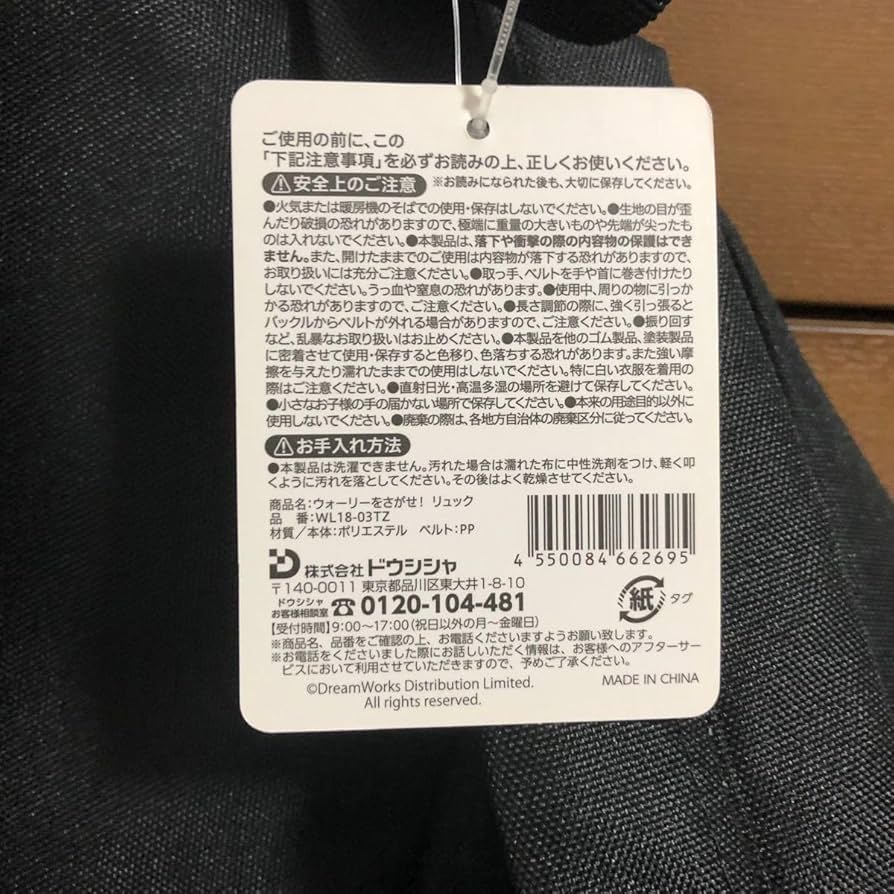 ご使用の前に、この
「下記注意事項」を必ずお読みの上、正しくお使いください。
安全上のご注意 ※お読みになられた後も、大切に保存してください。
●火気または暖房機のそばでの使用・保存はしないでください。●生地の目が歪
んだり破損の恐れがありますので、極端に重量の大きいものや先端が尖ったも
のは入れないでください。●本製品は、落下や衝撃の際の内容物の保護はでき
ません。また、開けたままでのご使用は内容物が落下する恐れがありますので、
お取り扱いには充分ご注意ください。●取っ手、ベルトを手や首に巻き付けたり
しないでください。うっ血や窒息の恐れがあります。●使用中、周りの物に引っか
かる恐れがありますので、ご注意ください。●長さ調節の際に、強く引っ張ると
バックルからベルトが外れる場合がありますので、ご注意ください。●振り回す
など、乱暴なお取り扱いはお止めください。●本製品を他のゴム製品、塗装製品
に密着させて使用・保存すると色移り、色落ちする恐れがあります。また強い摩
擦を与えたり濡れたままでの使用はしないでください。特に白い衣服を着用の
際はご注意ください。●直射日光・高温多湿の場所を避けて保存してください。
●小さなお子様の手の届かない場所で保存してください。●本来の用途目的以外に
使用しないでください。●廃棄の際は、各地方自治体の廃棄区分に従ってください。
お手入れ方法
●本製品は洗濯できません。汚れた場合は濡れた布に中性洗剤をつけ、軽く叩
くように汚れを落としてください。その後はよく乾燥させてください。
商品名:ウォーリーをさがせ! リュック
品 番:WL18-03TZ
材質/本体:ポリエステル ベルト:PP
4 550084 662695
株式会社ドウシシャ
〒140-0011 東京都品川区東大井1-8-10
ドウシシャ
お客様相談室 0120-104-481
【受付時間】9:00~17:00(祝日以外の月~金曜日)
紙 タグ
※商品名、品番をご確認の上、お電話くださいますようお願い致します。
※お電話をくださいました際にお話しいただく情報は、お客様へのアフターサー
ビスにおいて利用させていただきますので、予めご了承ください。
©DreamWorks Distribution Limited.
All rights reserved.
MADE IN CHINA